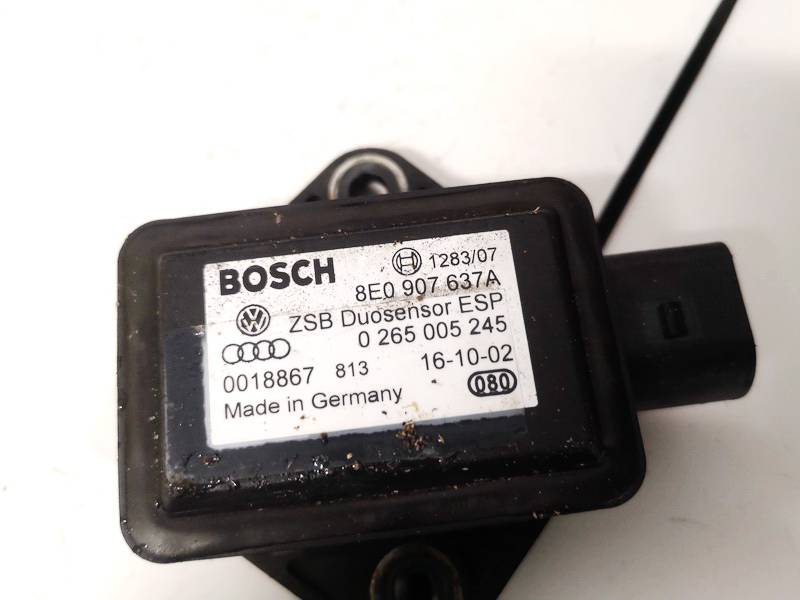 BOSCH 1283/07
8E0 907 637A
ZSB Duosensor ESP
0 265 005 245
0018867 813 16-10-02
Made in Germany 080